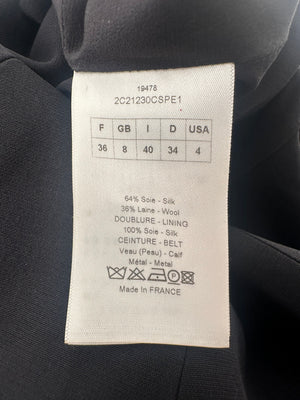 19478
2C21230CSPE1
F GB I D USA
36 8 40 34 4
64% Soie - Silk
36% Laine - Wool
DOUBLURE - LINING
100% Soie - Silk
CEINTURE - BELT
Veau (Peau) - Calf
Métal - Metal
P
Made In FRANCE